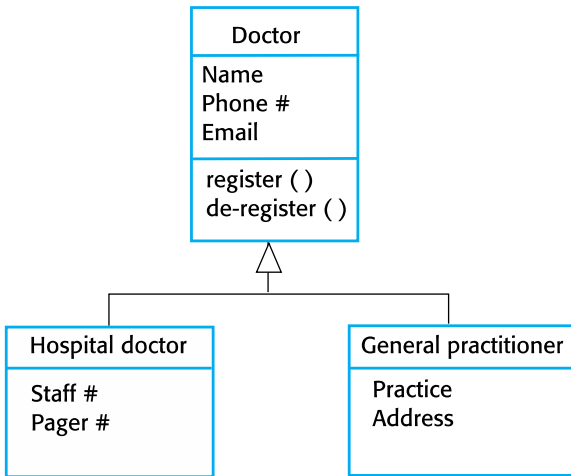 Doctor
Name
Phone #
Email
register ( )
de-register ( )
Hospital doctor
Staff #
Pager #
General practitioner
Practice
Address